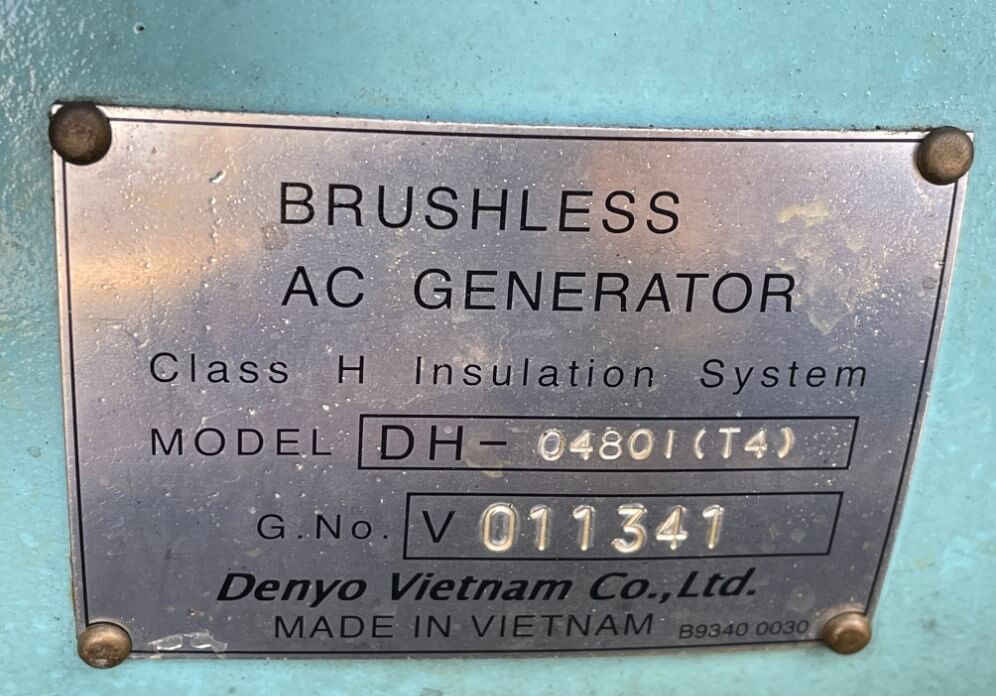 BRUSHLESS
AC GENERATOR
Class H Insulation System
MODEL DH- 0480I(T4)
G.No. V 011341
Denyo Vietnam Co.,Ltd.
MADE IN VIETNAM B9340 0030